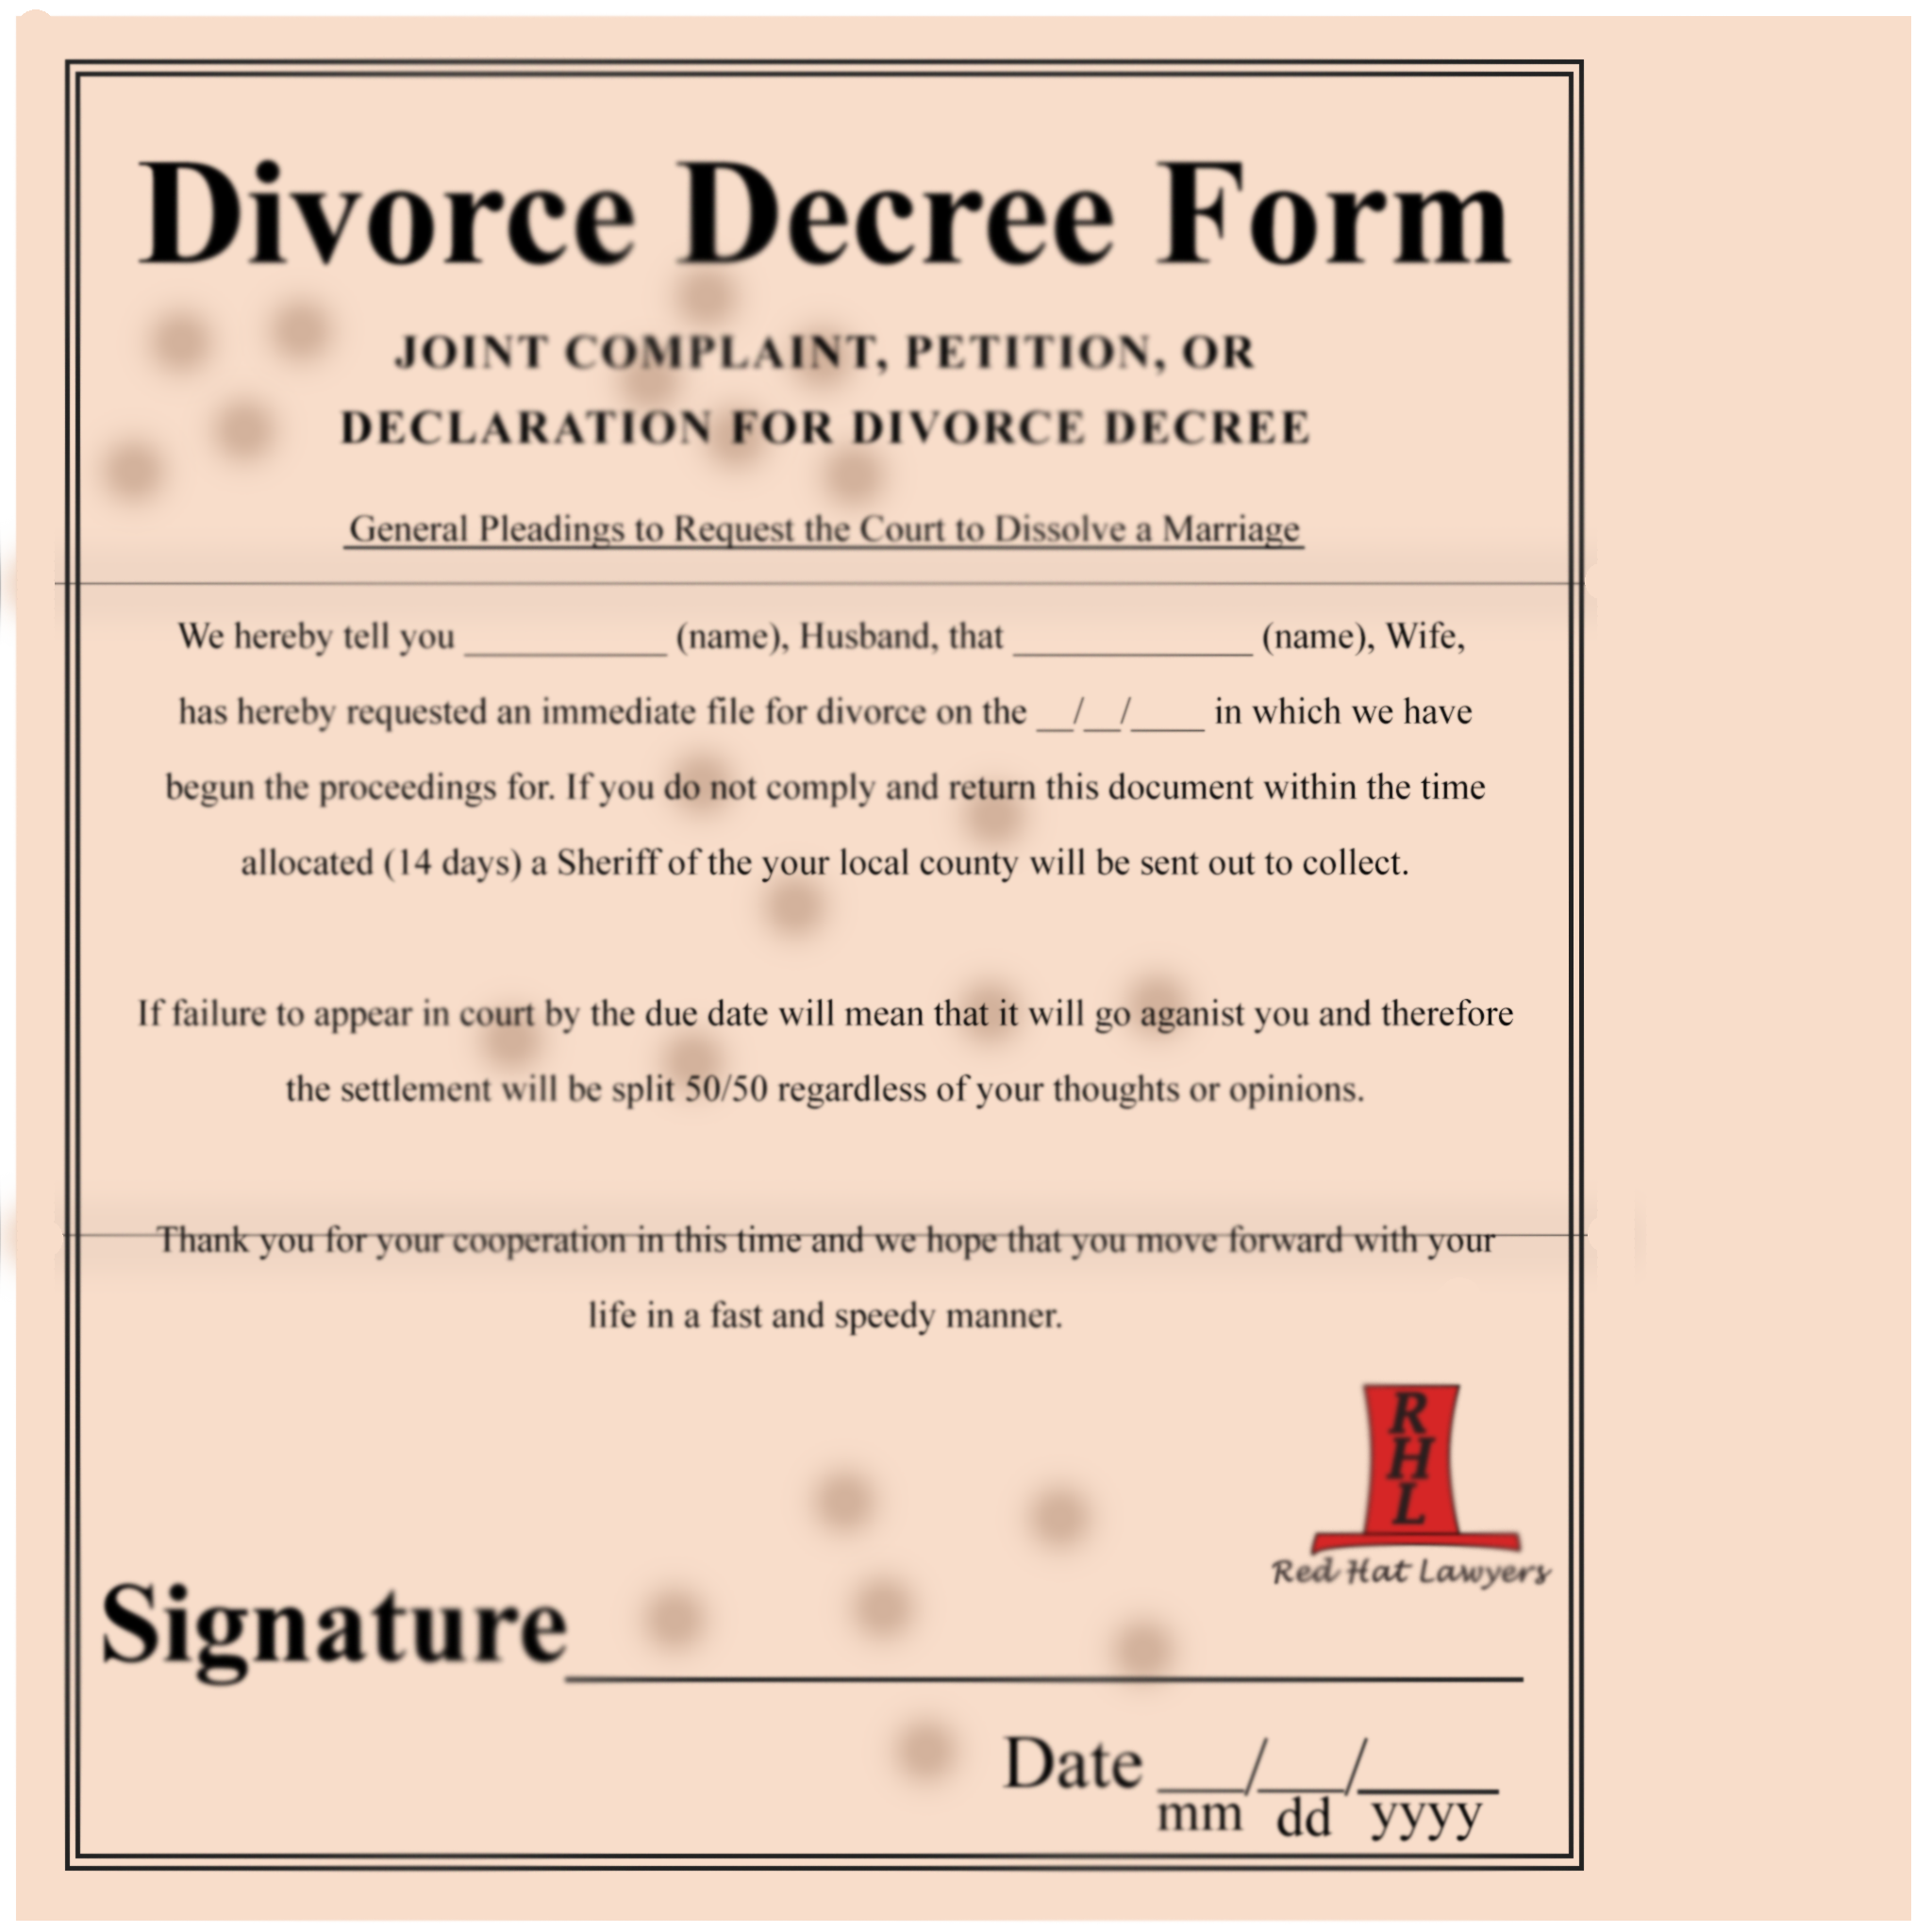 Divorce Decree Form
JOINT COMPLAINT, PETITION, OR
DECLARATION FOR DIVORCE DECREE
General Pleadings to Request the Court to Dissolve a Marriage
We hereby tell you ___________ (name), Husband, that _____________ (name), Wife,
has hereby requested an immediate file for divorce on the __/__/____ in which we have
begun the proceedings for. If you do not comply and return this document within the time
allocated (14 days) a Sheriff of the your local county will be sent out to collect.
If failure to appear in court by the due date will mean that it will go aganist you and therefore
the settlement will be split 50/50 regardless of your thoughts or opinions.
Thank you for your cooperation in this time and we hope that you move forward with your
life in a fast and speedy manner.
R
H
L
Red Hat Lawyers
Signature
Date __/__/____
mm dd yyyy